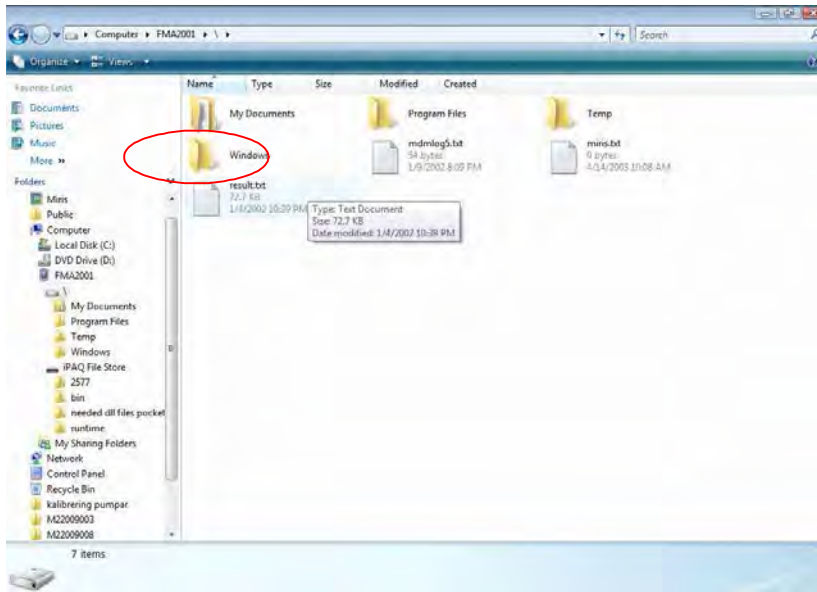 Computer ▸ FMA2001 ▸ \ ▸
Search
Organize Views
Favorite Links
Documents
Pictures
Music
More »
Folders
Miris
Public
Computer
Local Disk (C:)
DVD Drive (D:)
FMA2001
\
My Documents
Program Files
Temp
Windows
iPAQ File Store
2577
bin
needed dll files pocket
runtime
My Sharing Folders
Network
Control Panel
Recycle Bin
kalibrering pumpar
M22009003
M22009008
Name Type Size Modified Created
My Documents
Program Files
Temp
Windows
mdmlog5.txt
54 bytes
1/9/2002 8:09 PM
miris.txt
0 bytes
4/14/2003 10:08 AM
result.txt
72.7 KB
1/4/2002 10:39 PM
Type: Text Document
Size: 72.7 KB
Date modified: 1/4/2002 10:39 PM
7 items